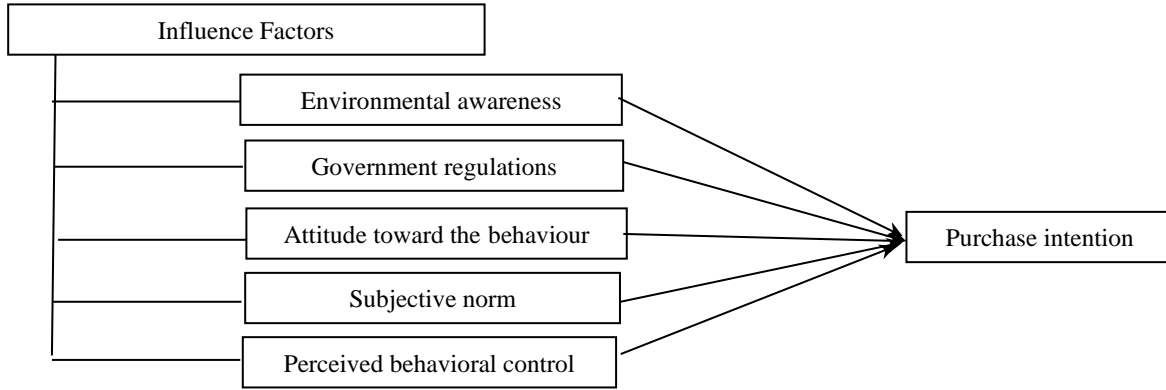 Influence Factors
Environmental awareness
Government regulations
Attitude toward the behaviour
Subjective norm
Perceived behavioral control
Purchase intention